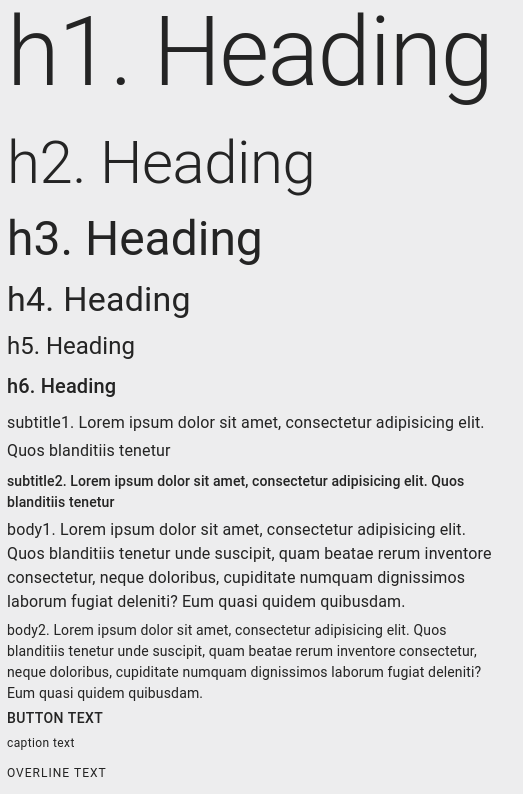 h1. Heading
h2. Heading
h3. Heading
h4. Heading
h5. Heading
h6. Heading
subtitle1. Lorem ipsum dolor sit amet, consectetur adipisicing elit.
Quos blanditiis tenetur
subtitle2. Lorem ipsum dolor sit amet, consectetur adipisicing elit. Quos
blanditiis tenetur
body1. Lorem ipsum dolor sit amet, consectetur adipisicing elit.
Quos blanditiis tenetur unde suscipit, quam beatae rerum inventore
consectetur, neque doloribus, cupiditate numquam dignissimos
laborum fugiat deleniti? Eum quasi quidem quibusdam.
body2. Lorem ipsum dolor sit amet, consectetur adipisicing elit. Quos
blanditiis tenetur unde suscipit, quam beatae rerum inventore consectetur,
neque doloribus, cupiditate numquam dignissimos laborum fugiat deleniti?
Eum quasi quidem quibusdam.
BUTTON TEXT
caption text
OVERLINE TEXT